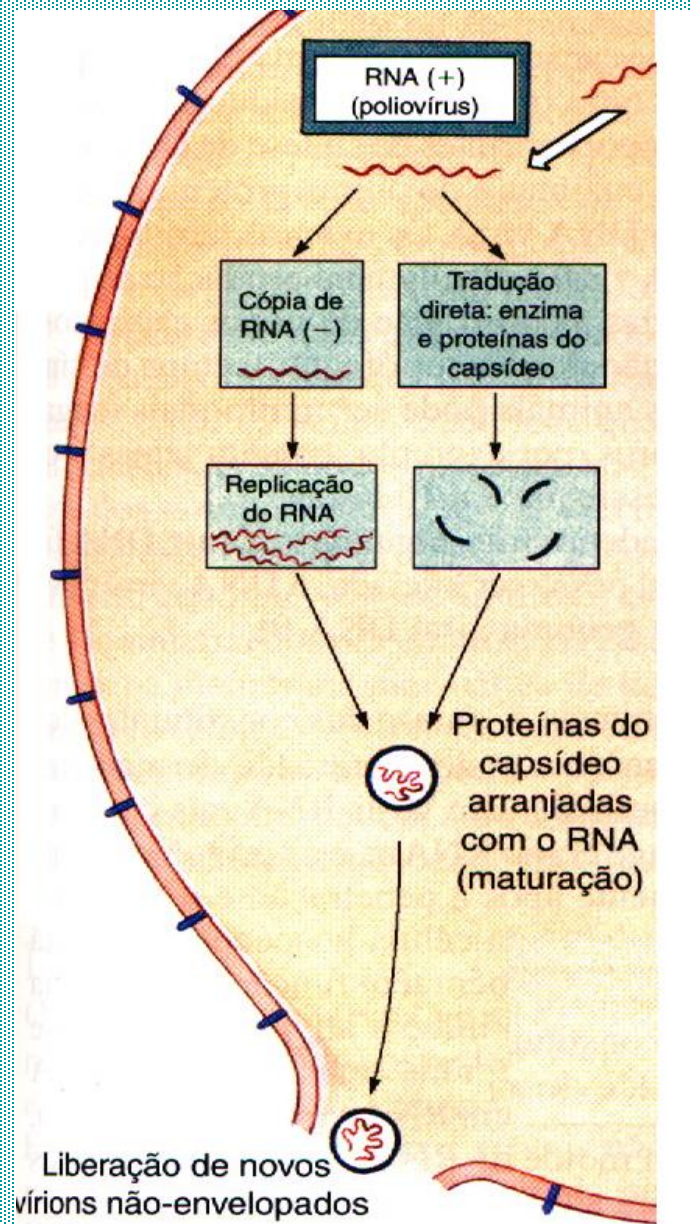 RNA (+)
(poliovírus)
Cópia de
RNA (−)
Tradução
direta: enzima
e proteínas do
capsídeo
Replicação
do RNA
Proteínas do
capsídeo
arranjadas
com o RNA
(maturação)
Liberação de novos
vírions não-envelopados